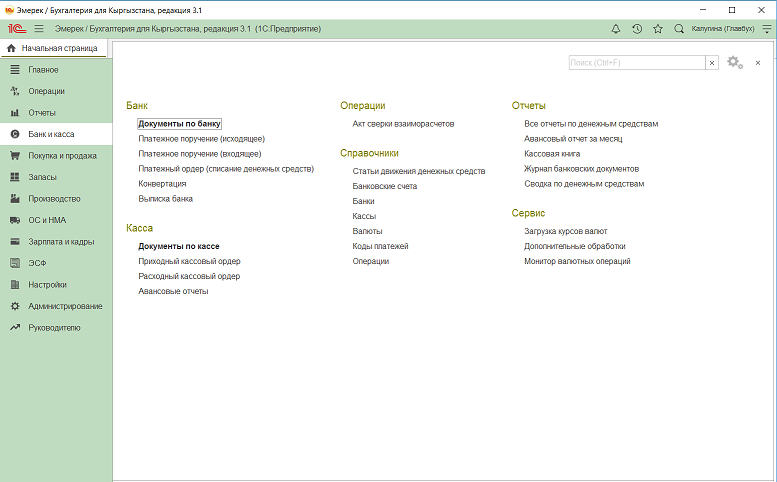 Эмерек / Бухгалтерия для Кыргызстана, редакция 3.1
1С Эмерек / Бухгалтерия для Кыргызстана, редакция 3.1 (1С:Предприятие) Капугина (Главбух)
Начальная страница
Главное
Операции
Отчеты
Банк и касса
Покупка и продажа
Запасы
Производство
ОС и НМА
Зарплата и кадры
ЭСФ
Настройки
Администрирование
Руководителю
Поиск (Ctrl+F)
Банк
Документы по банку
Платежное поручение (исходящее)
Платежное поручение (входящее)
Платежный ордер (списание денежных средств)
Конвертация
Выписка банка
Касса
Документы по кассе
Приходный кассовый ордер
Расходный кассовый ордер
Авансовые отчеты
Операции
Акт сверки взаиморасчетов
Справочники
Статьи движения денежных средств
Банковские счета
Банки
Кассы
Валюты
Коды платежей
Операции
Отчеты
Все отчеты по денежным средствам
Авансовый отчет за месяц
Кассовая книга
Журнал банковских документов
Сводка по денежным средствам
Сервис
Загрузка курсов валют
Дополнительные обработки
Монитор валютных операций